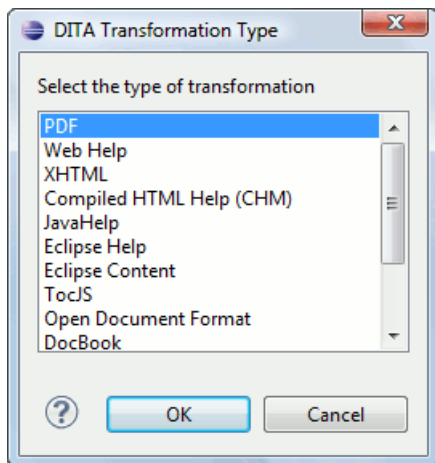 DITA Transformation Type
Select the type of transformation
PDF
Web Help
XHTML
Compiled HTML Help (CHM)
JavaHelp
Eclipse Help
Eclipse Content
TocJS
Open Document Format
DocBook
OK
Cancel